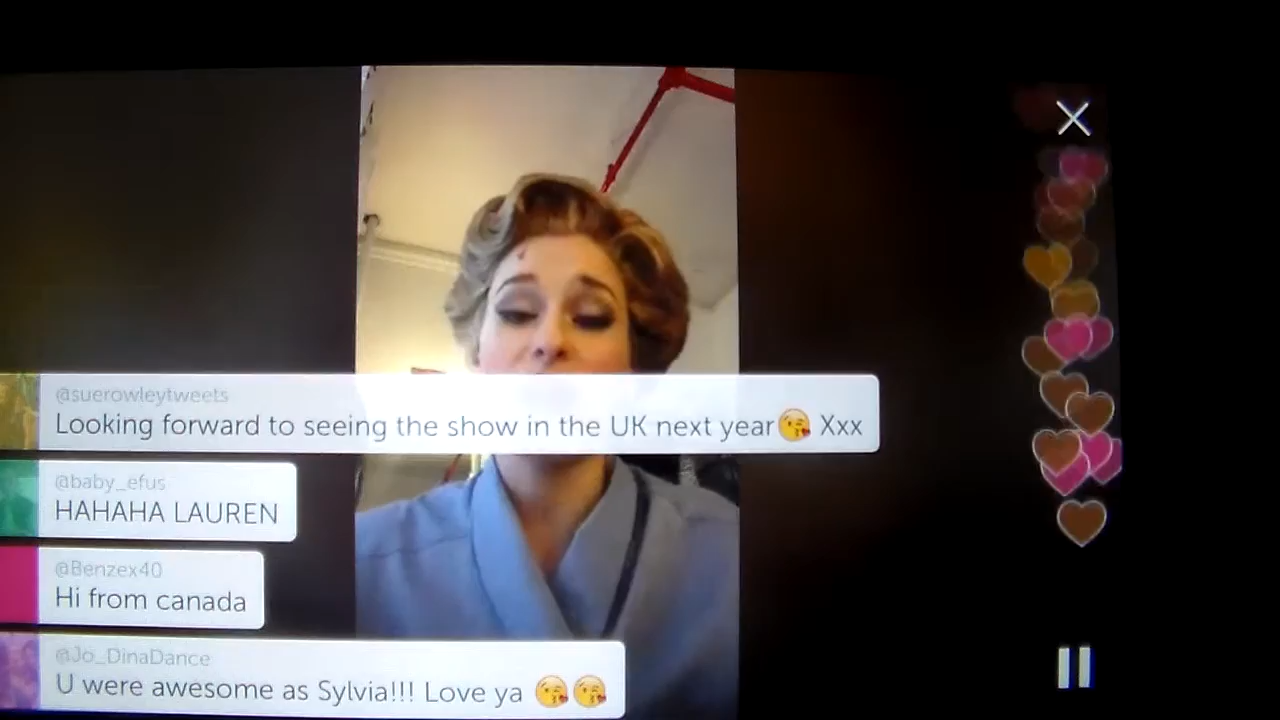 @suerowleytweets
Looking forward to seeing the show in the UK next year😘 Xxx
@baby_efus
HAHAHA LAUREN
@Benzex40
Hi from canada
@Jo_DinaDance
U were awesome as Sylvia!!! Love ya 😘😘